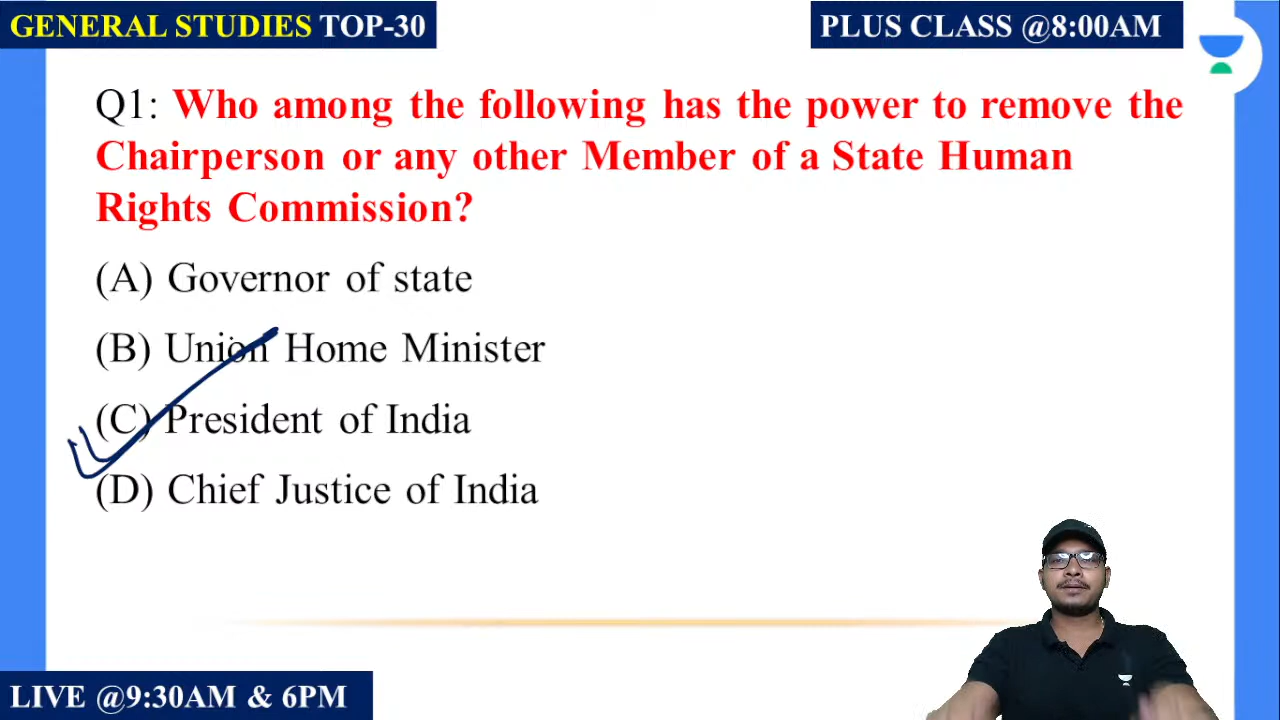 GENERAL STUDIES TOP-30
PLUS CLASS @8:00AM
Q1: Who among the following has the power to remove the
Chairperson or any other Member of a State Human
Rights Commission?
(A) Governor of state
(B) Union Home Minister
(C) President of India
(D) Chief Justice of India
LIVE @9:30AM & 6PM